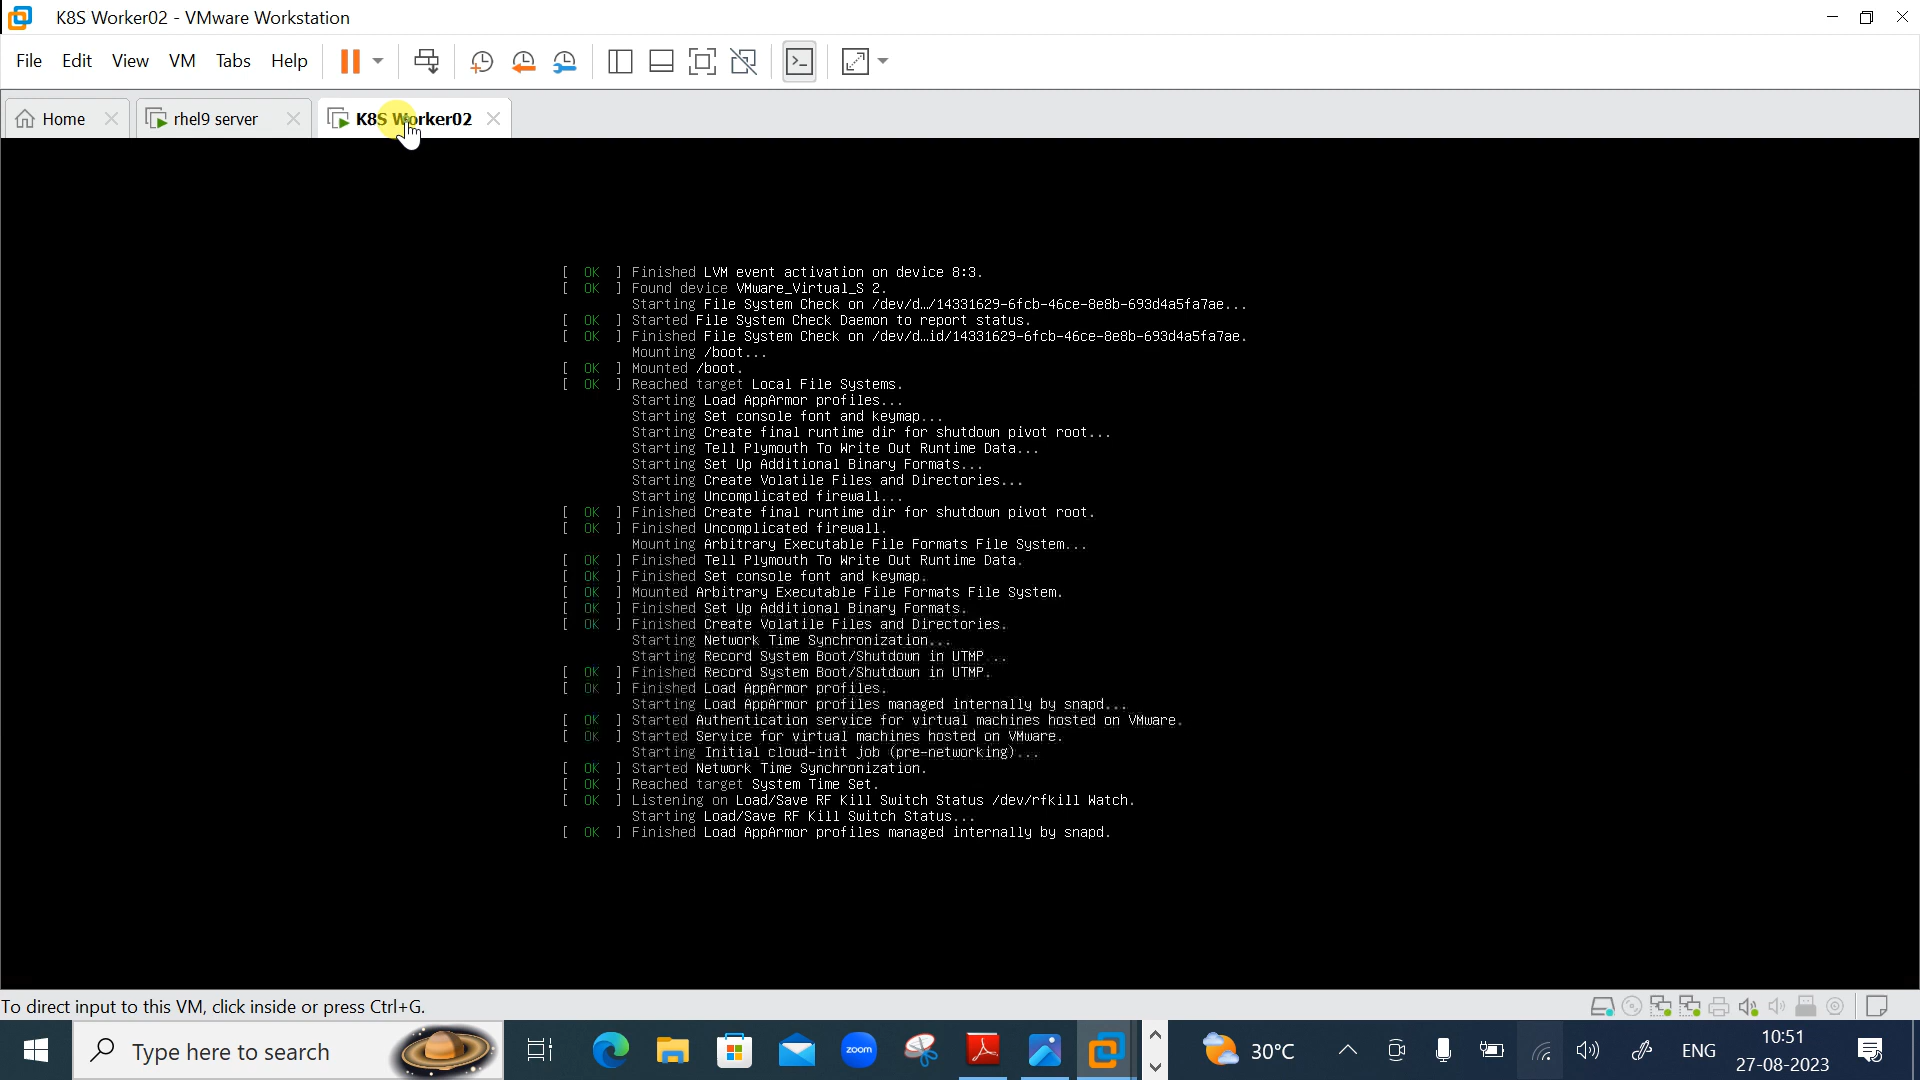 K8S Worker02 - VMware Workstation
File Edit View VM Tabs Help
Home rhel9 server K8S Worker02
[ OK ] Finished LVM event activation on device 8:3.
[ OK ] Found device VMware_Virtual_S 2.
Starting File System Check on /dev/d…/14331629-6fcb-46ce-8e8b-693d4a5fa7ae...
[ OK ] Started File System Check Daemon to report status.
[ OK ] Finished File System Check on /dev/d…id/14331629-6fcb-46ce-8e8b-693d4a5fa7ae.
Mounting /boot...
[ OK ] Mounted /boot.
[ OK ] Reached target Local File Systems.
Starting Load AppArmor profiles...
Starting Set console font and keymap...
Starting Create final runtime dir for shutdown pivot root...
Starting Tell Plymouth To Write Out Runtime Data...
Starting Set Up Additional Binary Formats...
Starting Create Volatile Files and Directories...
Starting Uncomplicated firewall...
[ OK ] Finished Create final runtime dir for shutdown pivot root.
[ OK ] Finished Uncomplicated firewall.
Mounting Arbitrary Executable File Formats File System...
[ OK ] Finished Tell Plymouth To Write Out Runtime Data.
[ OK ] Finished Set console font and keymap.
[ OK ] Mounted Arbitrary Executable File Formats File System.
[ OK ] Finished Set Up Additional Binary Formats.
[ OK ] Finished Create Volatile Files and Directories.
Starting Network Time Synchronization...
Starting Record System Boot/Shutdown in UTMP...
[ OK ] Finished Record System Boot/Shutdown in UTMP.
[ OK ] Finished Load AppArmor profiles.
Starting Load AppArmor profiles managed internally by snapd...
[ OK ] Started Authentication service for virtual machines hosted on VMware.
[ OK ] Started Service for virtual machines hosted on VMware.
Starting Initial cloud-init job (pre-networking)...
[ OK ] Started Network Time Synchronization.
[ OK ] Reached target System Time Set.
[ OK ] Listening on Load/Save RF Kill Switch Status /dev/rfkill Watch.
Starting Load/Save RF Kill Switch Status...
[ OK ] Finished Load AppArmor profiles managed internally by snapd.
To direct input to this VM, click inside or press Ctrl+G.
Type here to search
zoom
30°C
ENG
10:51
27-08-2023